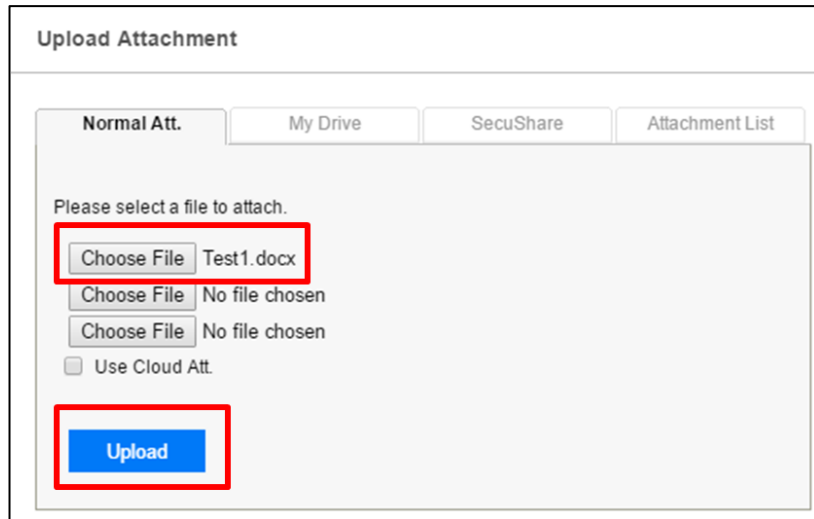 Upload Attachment
Normal Att. My Drive SecuShare Attachment List
Please select a file to attach.
Choose File Test1.docx
Choose File No file chosen
Choose File No file chosen
Use Cloud Att.
Upload